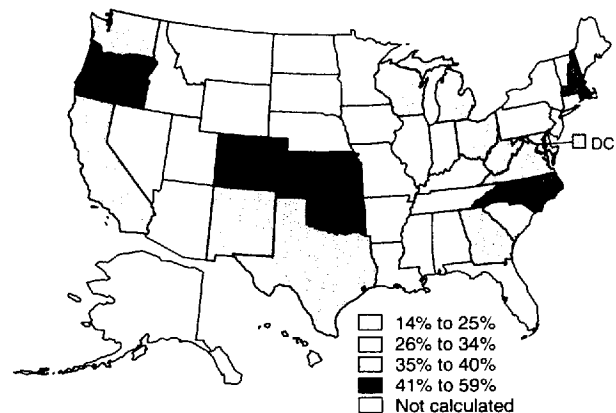 DC
14% to 25%
26% to 34%
35% to 40%
41% to 59%
Not calculated